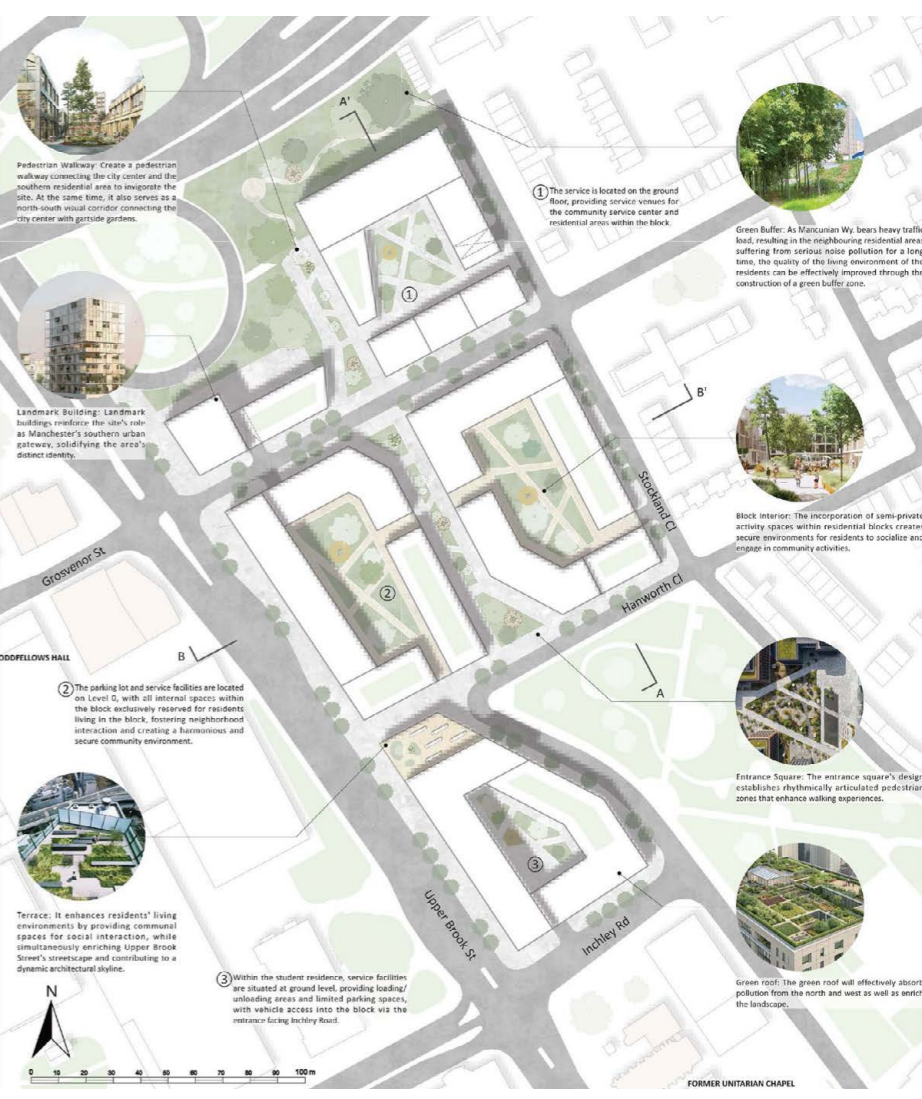 Pedestrian Walkway: Create a pedestrian
walkway connecting the city center and the
southern residential area to invigorate the
site. At the same time, it also serves as a
north-south visual corridor connecting the
city center with gartside gardens.
Landmark Building: Landmark
buildings reinforce the site's role
as Manchester's southern urban
gateway, solidifying the area's
distinct identity.
A'
① The service is located on the ground
floor, providing service venues for
the community service center and
residential areas within the block.
Green Buffer: As Mancunian Wy. bears heavy traffic
load, resulting in the neighbouring residential areas
suffering from serious noise pollution for a long
time, the quality of the living environment of the
residents can be effectively improved through the
construction of a green buffer zone.
①
B'
Stockland Cl
Block Interior: The incorporation of semi-private
activity spaces within residential blocks creates
secure environments for residents to socialize and
engage in community activities.
Grosvenor St
②
Hanworth Cl
ODDFELLOWS HALL
B
A
② The parking lot and service facilities are located
on Level 0, with all internal spaces within
the block exclusively reserved for residents
living in the block, fostering neighborhood
interaction and creating a harmonious and
secure community environment.
Entrance Square: The entrance square's design
establishes rhythmically articulated pedestrian
zones that enhance walking experiences.
③
Terrace: It enhances residents' living
environments by providing communal
spaces for social interaction, while
simultaneously enriching Upper Brook
Street's streetscape and contributing to a
dynamic architectural skyline.
Upper Brook St
Inchley Rd
③ Within the student residence, service facilities
are situated at ground level, providing loading/
unloading areas and limited parking spaces,
with vehicle access into the block via the
entrance facing Inchley Road.
Green roof: The green roof will effectively absorb
pollution from the north and west as well as enrich
the landscape.
N
0 10 20 30 40 50 60 70 80 90 100 m
FORMER UNITARIAN CHAPEL